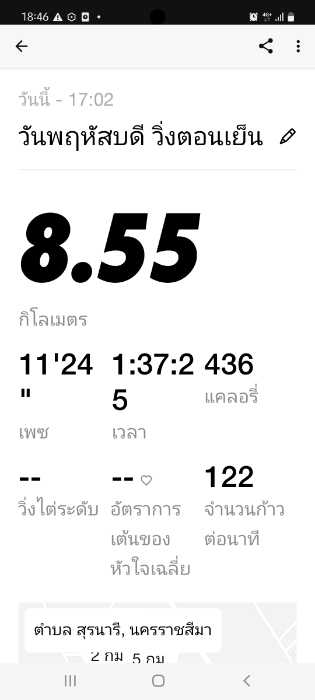 18:46
วันนี้ - 17:02
วันพฤหัสบดี วิ่งตอนเย็น
8.55
กิโลเมตร
11'24 1:37:2 436
" 5 แคลอรี่
เพซ เวลา
-- -- 122
วิ่งไต่ระดับ อัตราการ จำนวนก้าว
เต้นของ ต่อนาที
หัวใจเฉลี่ย
ตำบล สุรนารี, นครราชสีมา
2 กม 5 กม